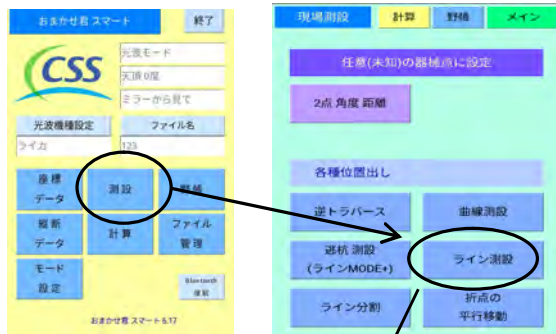 おまかせ君 スマート
終了
CSS
光波モード
天頂 0度
ミラーから見て
光波機種設定
ファイル名
ライカ
123
座標
データ
測設
野帳
縦断
データ
計算
ファイル
管理
モード
設定
Bluetooth
おまかせ君 スマート 6.17
現場測設
計算
野帳
メイン
任意(未知)の器械点に設定
2点 角度 距離
各種位置出し
逆トラバース
曲線測設
逃杭 測設
(ラインMODE+)
ライン測設
ライン分割
折点の
平行移動